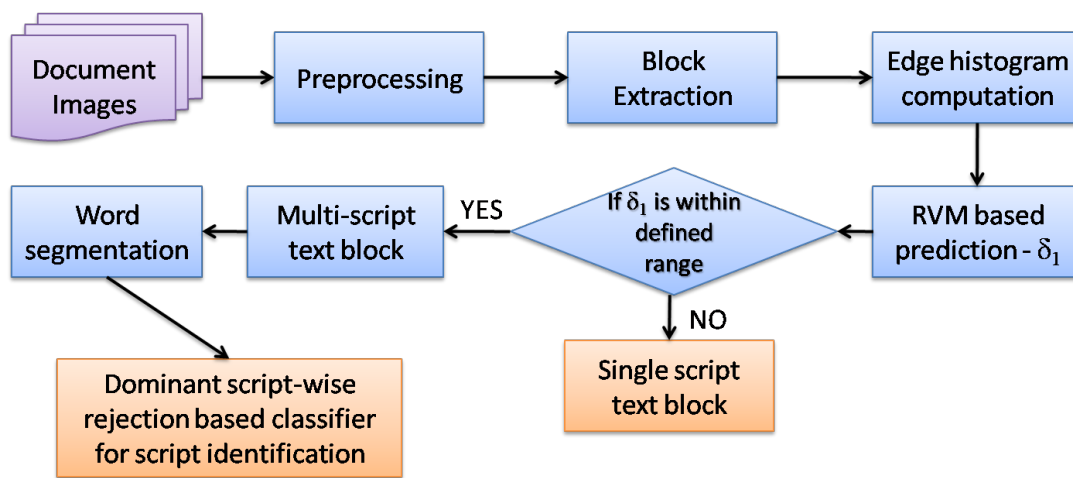 Document
Images
Preprocessing
Block
Extraction
Edge histogram
computation
RVM based
prediction - δ₁
If δ₁ is within
defined
range
YES
Multi-script
text block
Word
segmentation
NO
Single script
text block
Dominant script-wise
rejection based classifier
for script identification